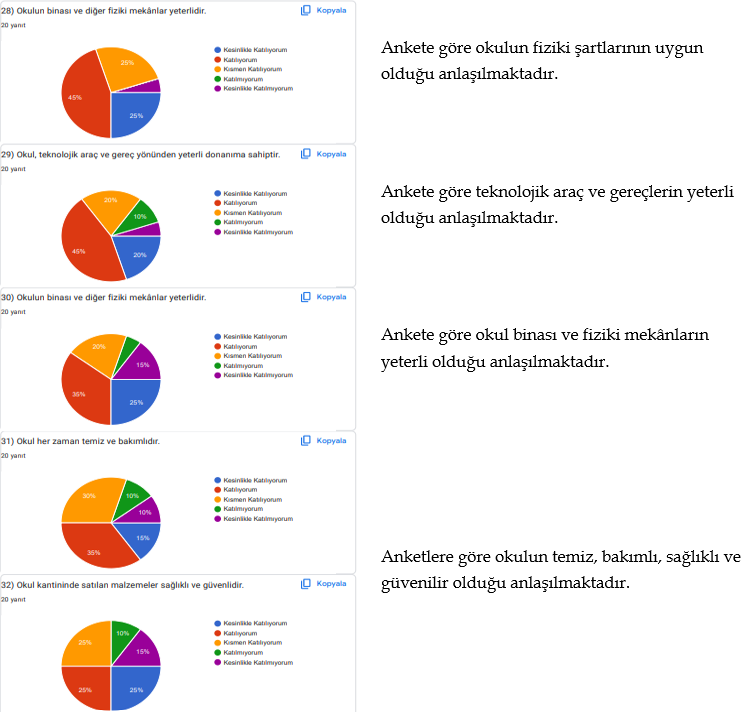 28) Okulun binası ve diğer fiziki mekânlar yeterlidir.
Kopyala
20 yanıt
25%
45%
25%
Kesinlikle Katılıyorum
Katılıyorum
Kısmen Katılıyorum
Katılmıyorum
Kesinlikle Katılmıyorum
Ankete göre okulun fiziki şartlarının uygun
olduğu anlaşılmaktadır.
29) Okul, teknolojik araç ve gereç yönünden yeterli donanıma sahiptir.
Kopyala
20 yanıt
20%
10%
45%
20%
Kesinlikle Katılıyorum
Katılıyorum
Kısmen Katılıyorum
Katılmıyorum
Kesinlikle Katılmıyorum
Ankete göre teknolojik araç ve gereçlerin yeterli
olduğu anlaşılmaktadır.
30) Okulun binası ve diğer fiziki mekânlar yeterlidir.
Kopyala
20 yanıt
20%
15%
35%
25%
Kesinlikle Katılıyorum
Katılıyorum
Kısmen Katılıyorum
Katılmıyorum
Kesinlikle Katılmıyorum
Ankete göre okul binası ve fiziki mekânların
yeterli olduğu anlaşılmaktadır.
31) Okul her zaman temiz ve bakımlıdır.
Kopyala
20 yanıt
30%
10%
10%
15%
35%
Kesinlikle Katılıyorum
Katılıyorum
Kısmen Katılıyorum
Katılmıyorum
Kesinlikle Katılmıyorum
32) Okul kantininde satılan malzemeler sağlıklı ve güvenlidir.
Kopyala
20 yanıt
25%
10%
15%
25%
25%
Kesinlikle Katılıyorum
Katılıyorum
Kısmen Katılıyorum
Katılmıyorum
Kesinlikle Katılmıyorum
Anketlere göre okulun temiz, bakımlı, sağlıklı ve
güvenilir olduğu anlaşılmaktadır.